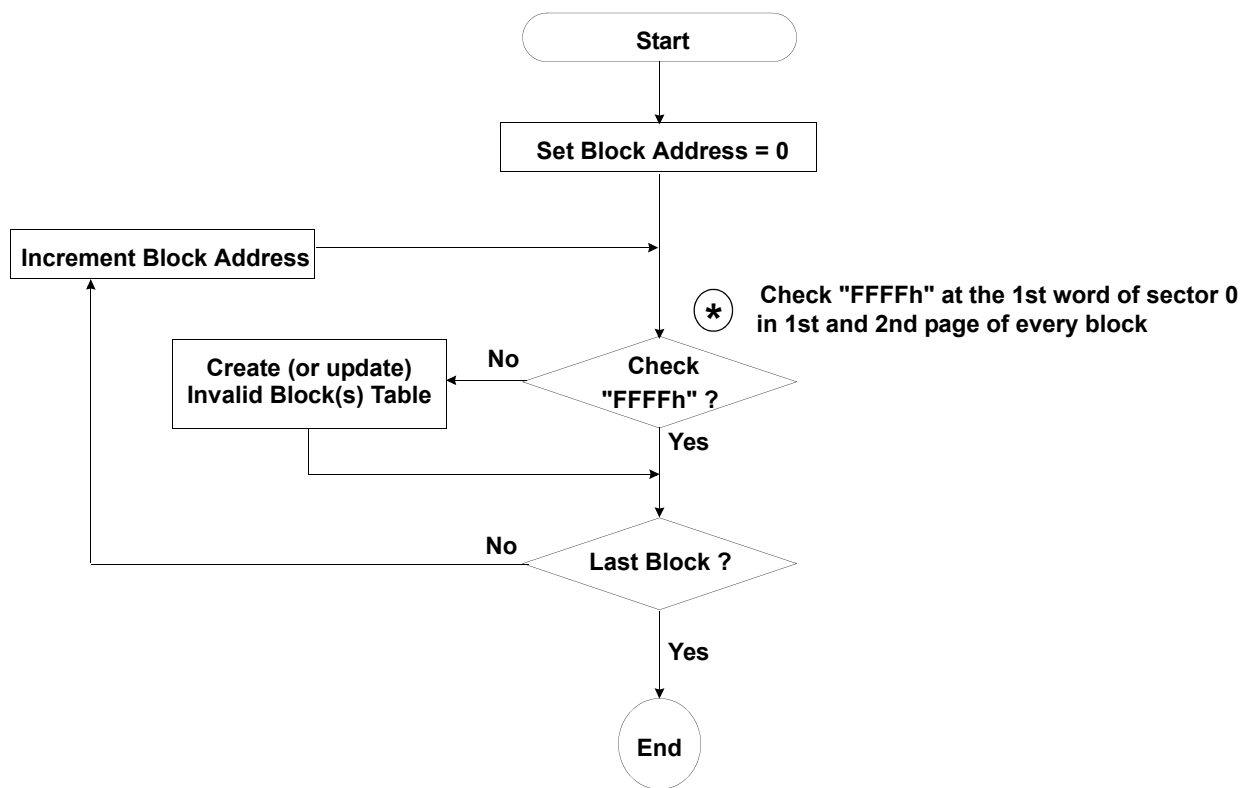 Start
Set Block Address = 0
Increment Block Address
* Check "FFFFh" at the 1st word of sector 0
in 1st and 2nd page of every block
No
Create (or update)
Invalid Block(s) Table
Check
"FFFFh" ?
Yes
No
Last Block ?
Yes
End